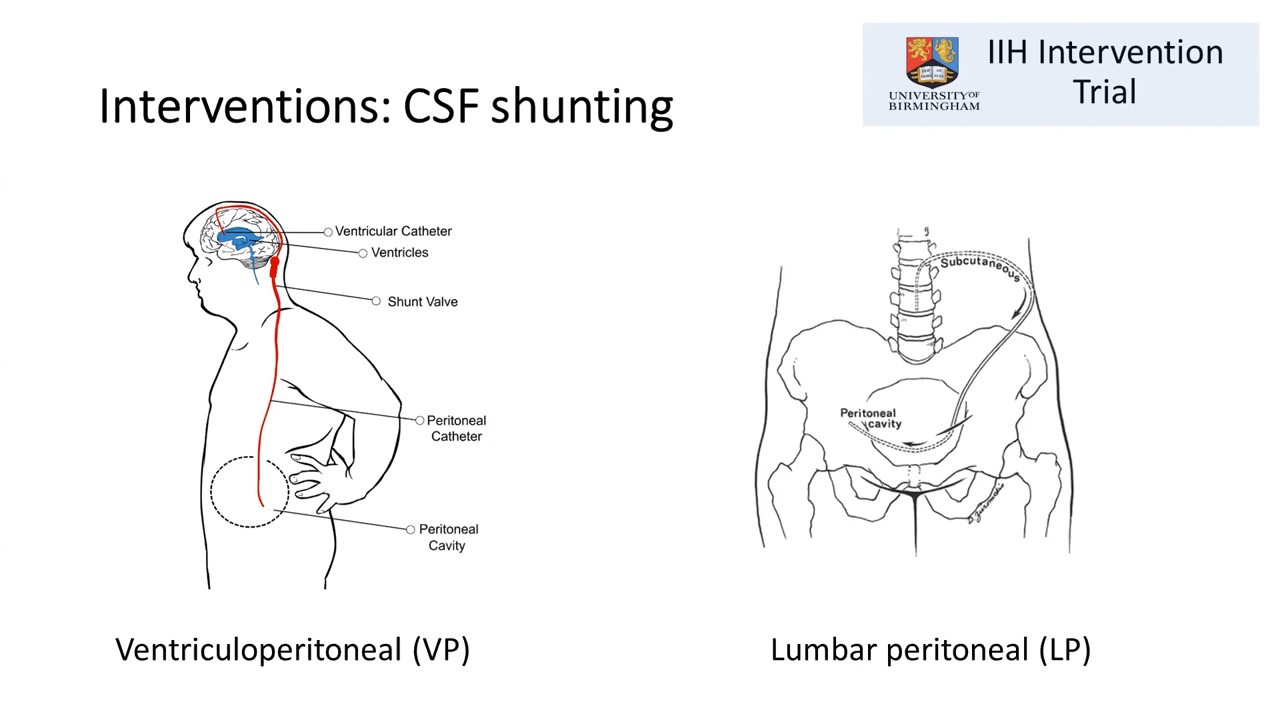 IIH Intervention
Trial
UNIVERSITY OF
BIRMINGHAM
Interventions: CSF shunting
Ventricular Catheter
Ventricles
Shunt Valve
Peritoneal
Catheter
Peritoneal
Cavity
Subcutaneous
Peritoneal
cavity
Ventriculoperitoneal (VP)
Lumbar peritoneal (LP)